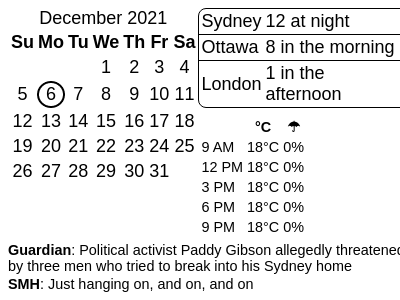 December 2021
Su Mo Tu We Th Fr Sa
1 2 3 4
5 6 7 8 9 10 11
12 13 14 15 16 17 18
19 20 21 22 23 24 25
26 27 28 29 30 31
Sydney 12 at night
Ottawa 8 in the morning
London 1 in the
afternoon
°C ☂
9 AM 18°C 0%
12 PM 18°C 0%
3 PM 18°C 0%
6 PM 18°C 0%
9 PM 18°C 0%
Guardian: Political activist Paddy Gibson allegedly threatened
by three men who tried to break into his Sydney home
SMH: Just hanging on, and on, and on